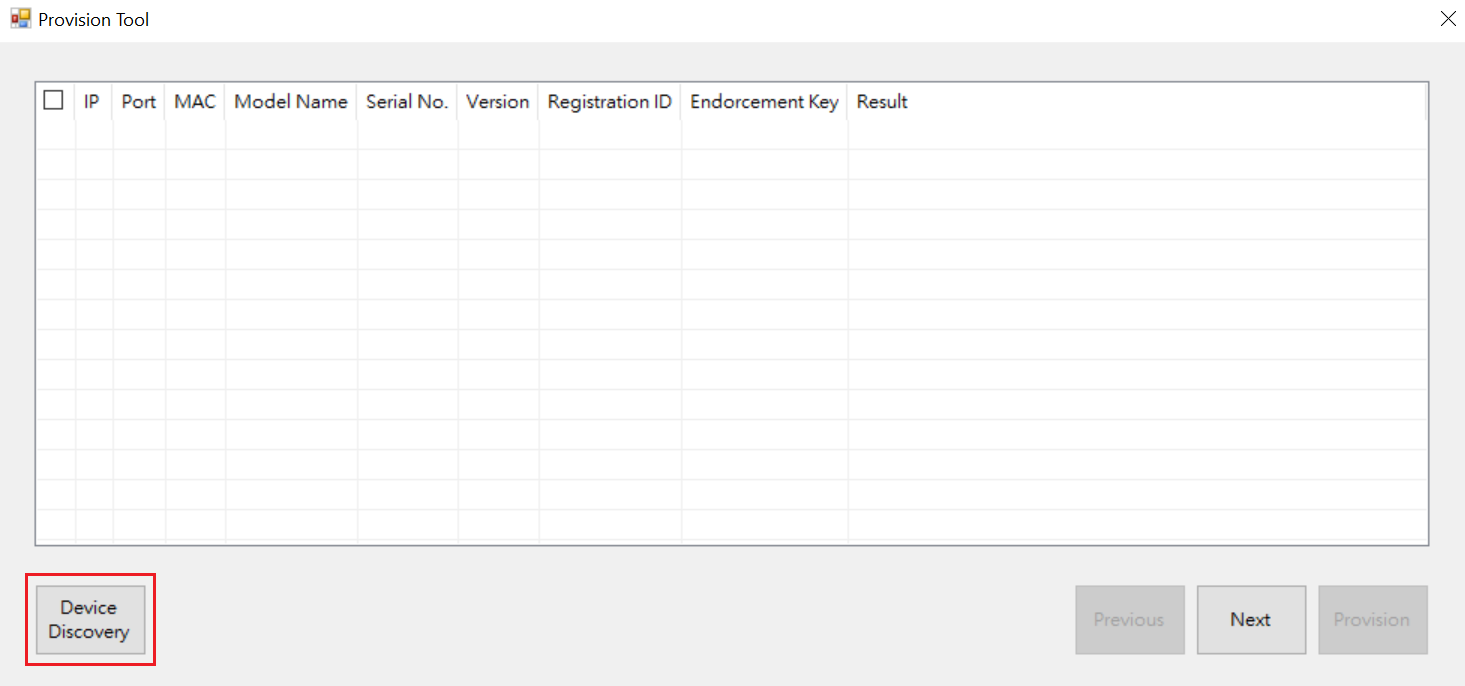 Provision Tool
IP Port MAC Model Name Serial No. Version Registration ID Endorcement Key Result
Device
Discovery
Previous Next Provision